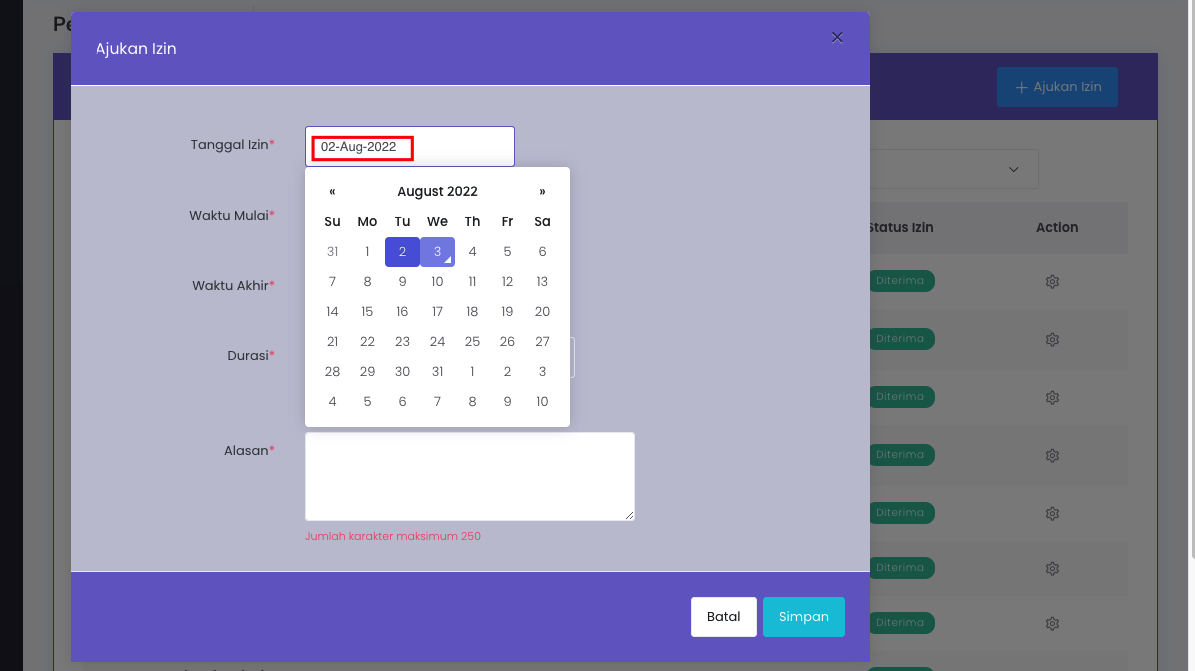 Pe
Ajukan Izin
×
+ Ajukan Izin
Tanggal Izin*
02-Aug-2022
« August 2022 »
Su Mo Tu We Th Fr Sa
31 1 2 3 4 5 6
7 8 9 10 11 12 13
14 15 16 17 18 19 20
21 22 23 24 25 26 27
28 29 30 31 1 2 3
4 5 6 7 8 9 10
Waktu Mulai*
Waktu Akhir*
Durasi*
Alasan*
Jumlah karakter maksimum 250
Batal
Simpan
Status Izin Action
Diterima
Diterima
Diterima
Diterima
Diterima
Diterima
Diterima